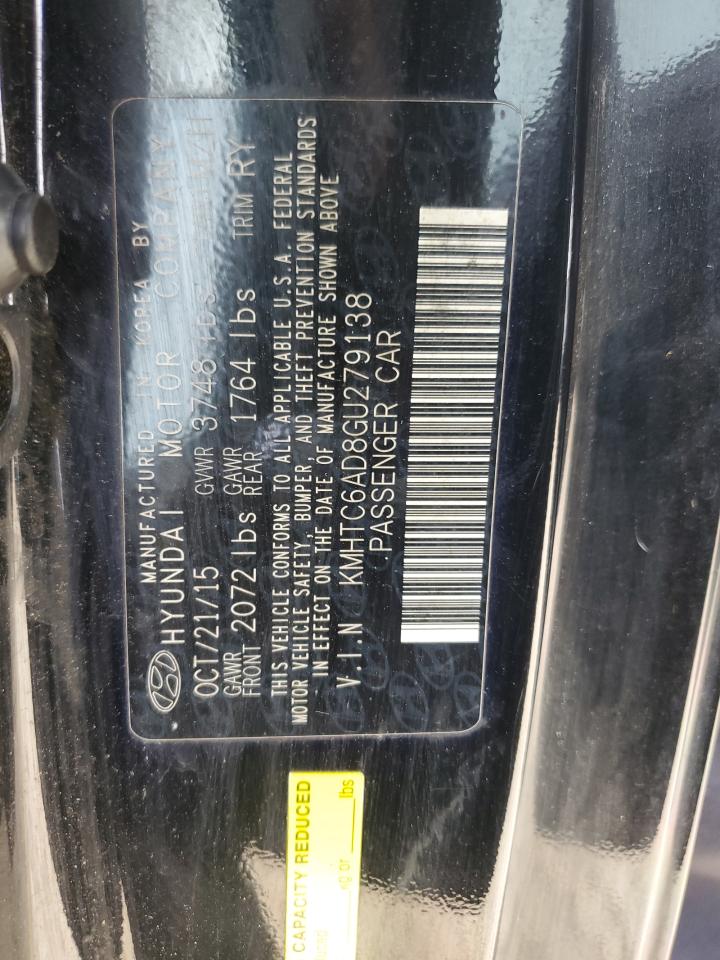 MANUFACTURED IN KOREA BY
HYUNDAI MOTOR COMPANY
OCT/21/15 GVWR 3748 LBS
GAWR FRONT 2072 lbs GAWR REAR 1764 lbs TRIM RY
THIS VEHICLE CONFORMS TO ALL APPLICABLE U.S.A. FEDERAL
MOTOR VEHICLE SAFETY, BUMPER, AND THEFT PREVENTION STANDARDS
IN EFFECT ON THE DATE OF MANUFACTURE SHOWN ABOVE
V.I.N KMHTC6AD8GU279138
PASSENGER CAR
CAPACITY REDUCED
kg or lbs